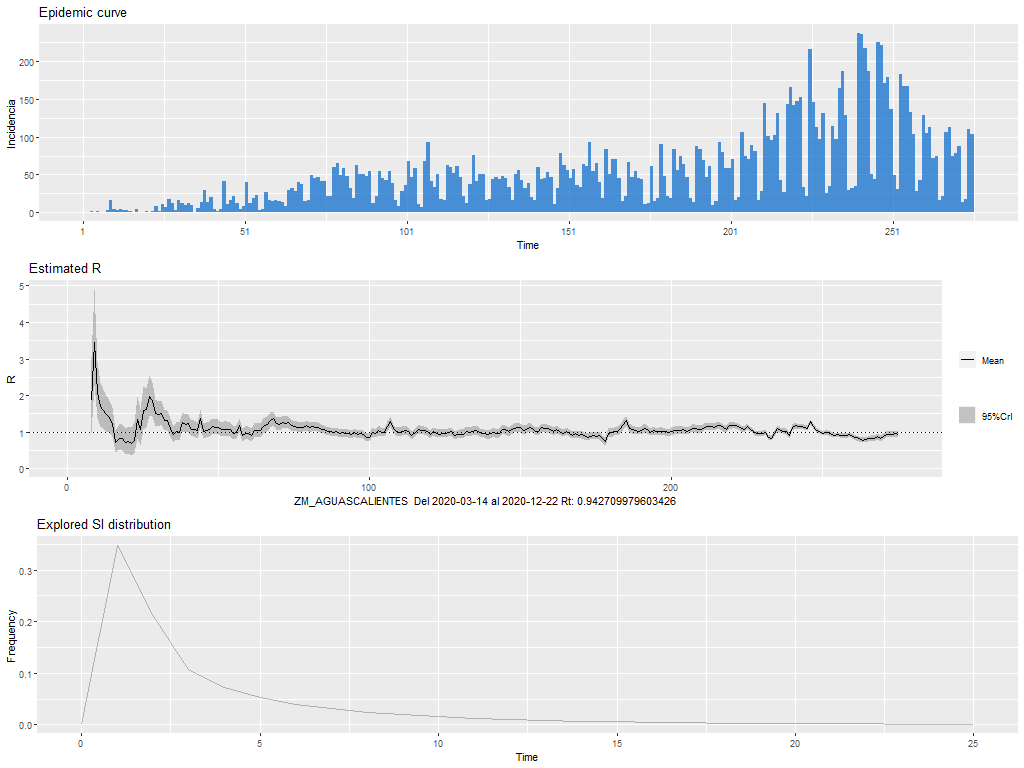 Epidemic curve
200
150
100
50
0
Incidencia
1
51
101
151
201
251
Time
Estimated R
5
4
3
2
1
0
R
Mean
95%CrI
0
100
200
ZM_AGUASCALIENTES Del 2020-03-14 al 2020-12-22 Rt: 0.942709979603426
Explored SI distribution
0.3
0.2
0.1
0.0
Frequency
0
5
10
15
20
25
Time